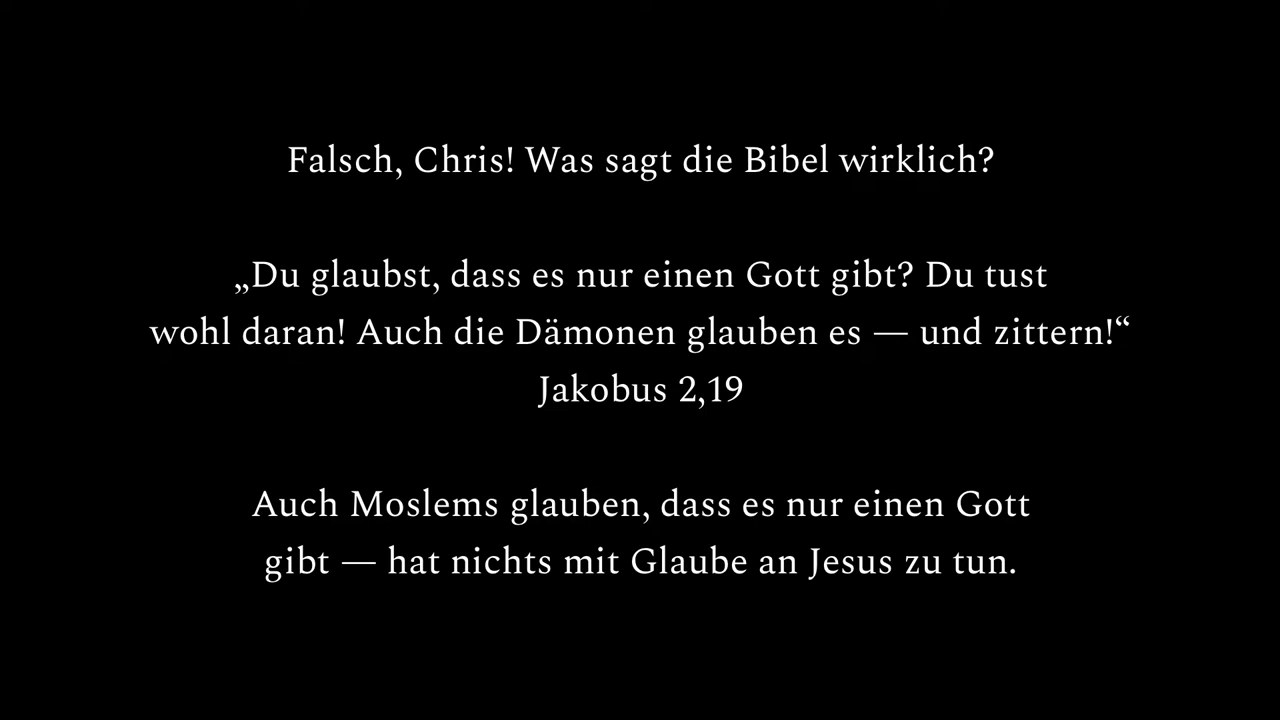 Falsch, Chris! Was sagt die Bibel wirklich?
„Du glaubst, dass es nur einen Gott gibt? Du tust
wohl daran! Auch die Dämonen glauben es — und zittern!“
Jakobus 2,19
Auch Moslems glauben, dass es nur einen Gott
gibt — hat nichts mit Glaube an Jesus zu tun.